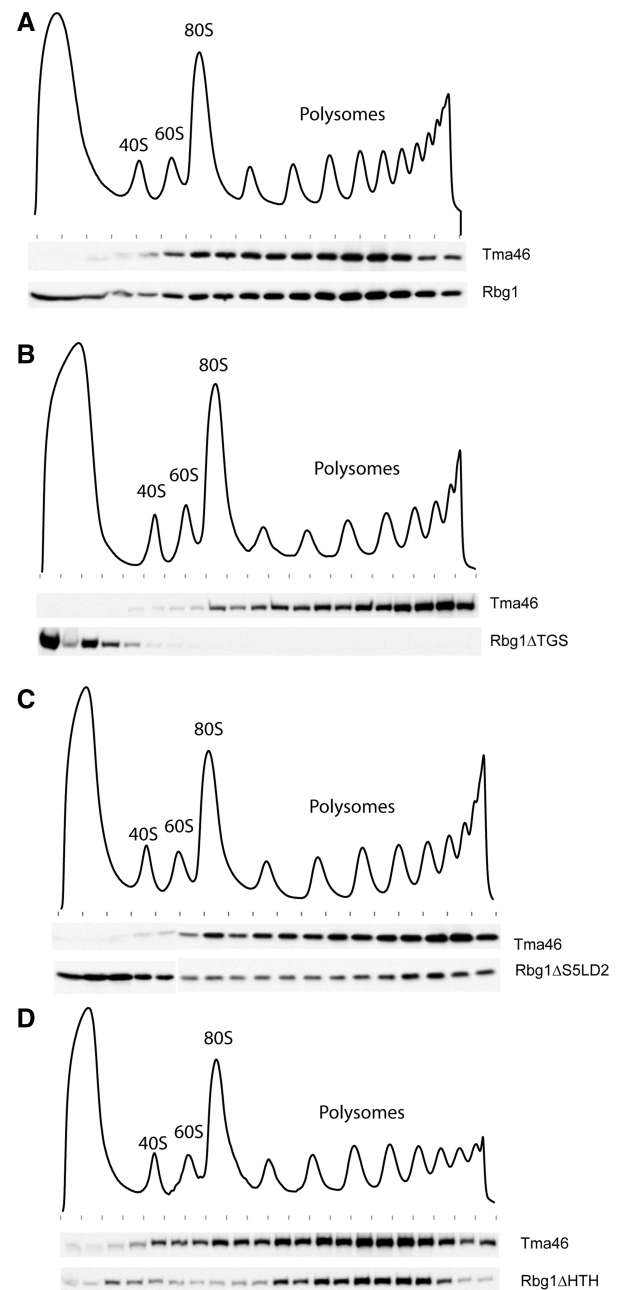 A
80S
Polysomes
40S 60S
Tma46
Rbg1
B
80S
Polysomes
60S
40S
Tma46
Rbg1ΔTGS
C
80S
Polysomes
40S 60S
Tma46
Rbg1ΔS5LD2
D
80S
Polysomes
40S 60S
Tma46
Rbg1ΔHTH